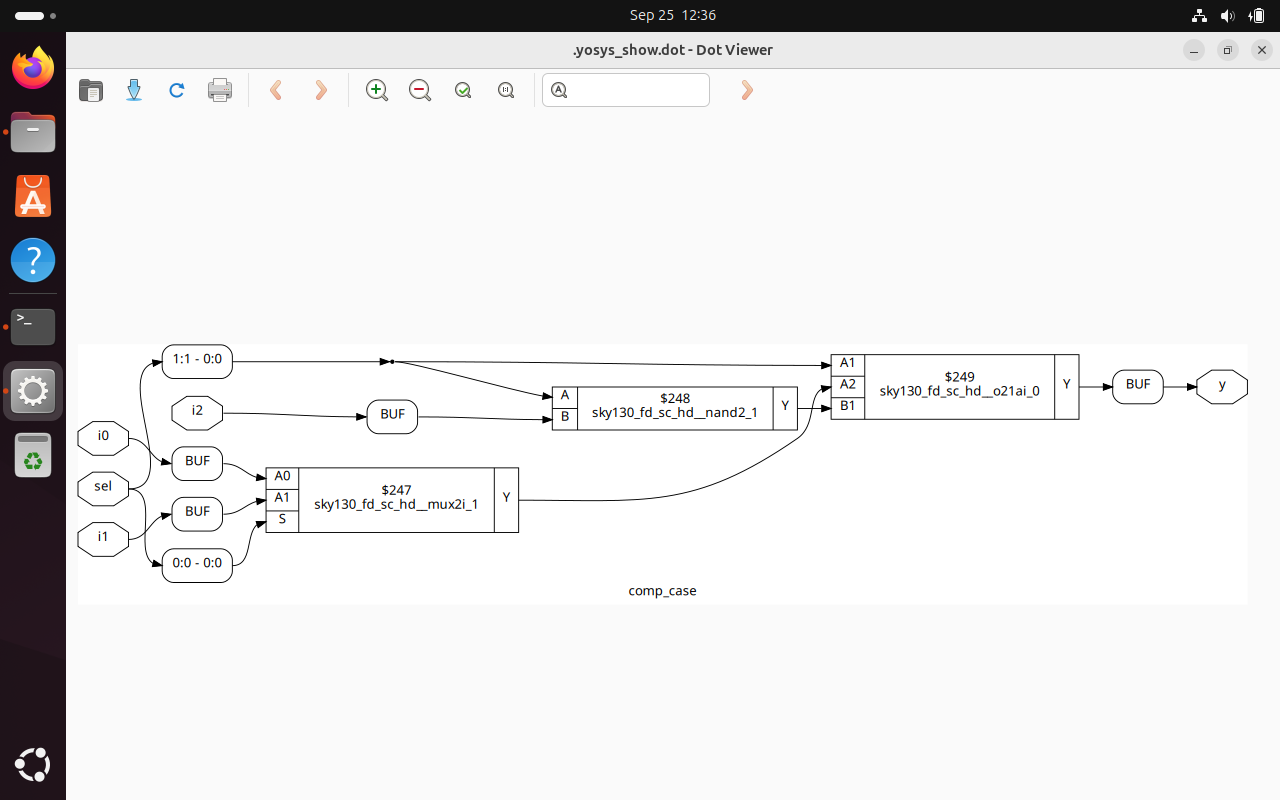 Sep 25 12:36
.yosys_show.dot - Dot Viewer
1:1 - 0:0
i2
BUF
i0
sel
i1
BUF
BUF
0:0 - 0:0
A0
A1
S
$247
sky130_fd_sc_hd__mux2i_1
Y
A
B
$248
sky130_fd_sc_hd__nand2_1
Y
A1
A2
B1
$249
sky130_fd_sc_hd__o21ai_0
Y
BUF
y
comp_case